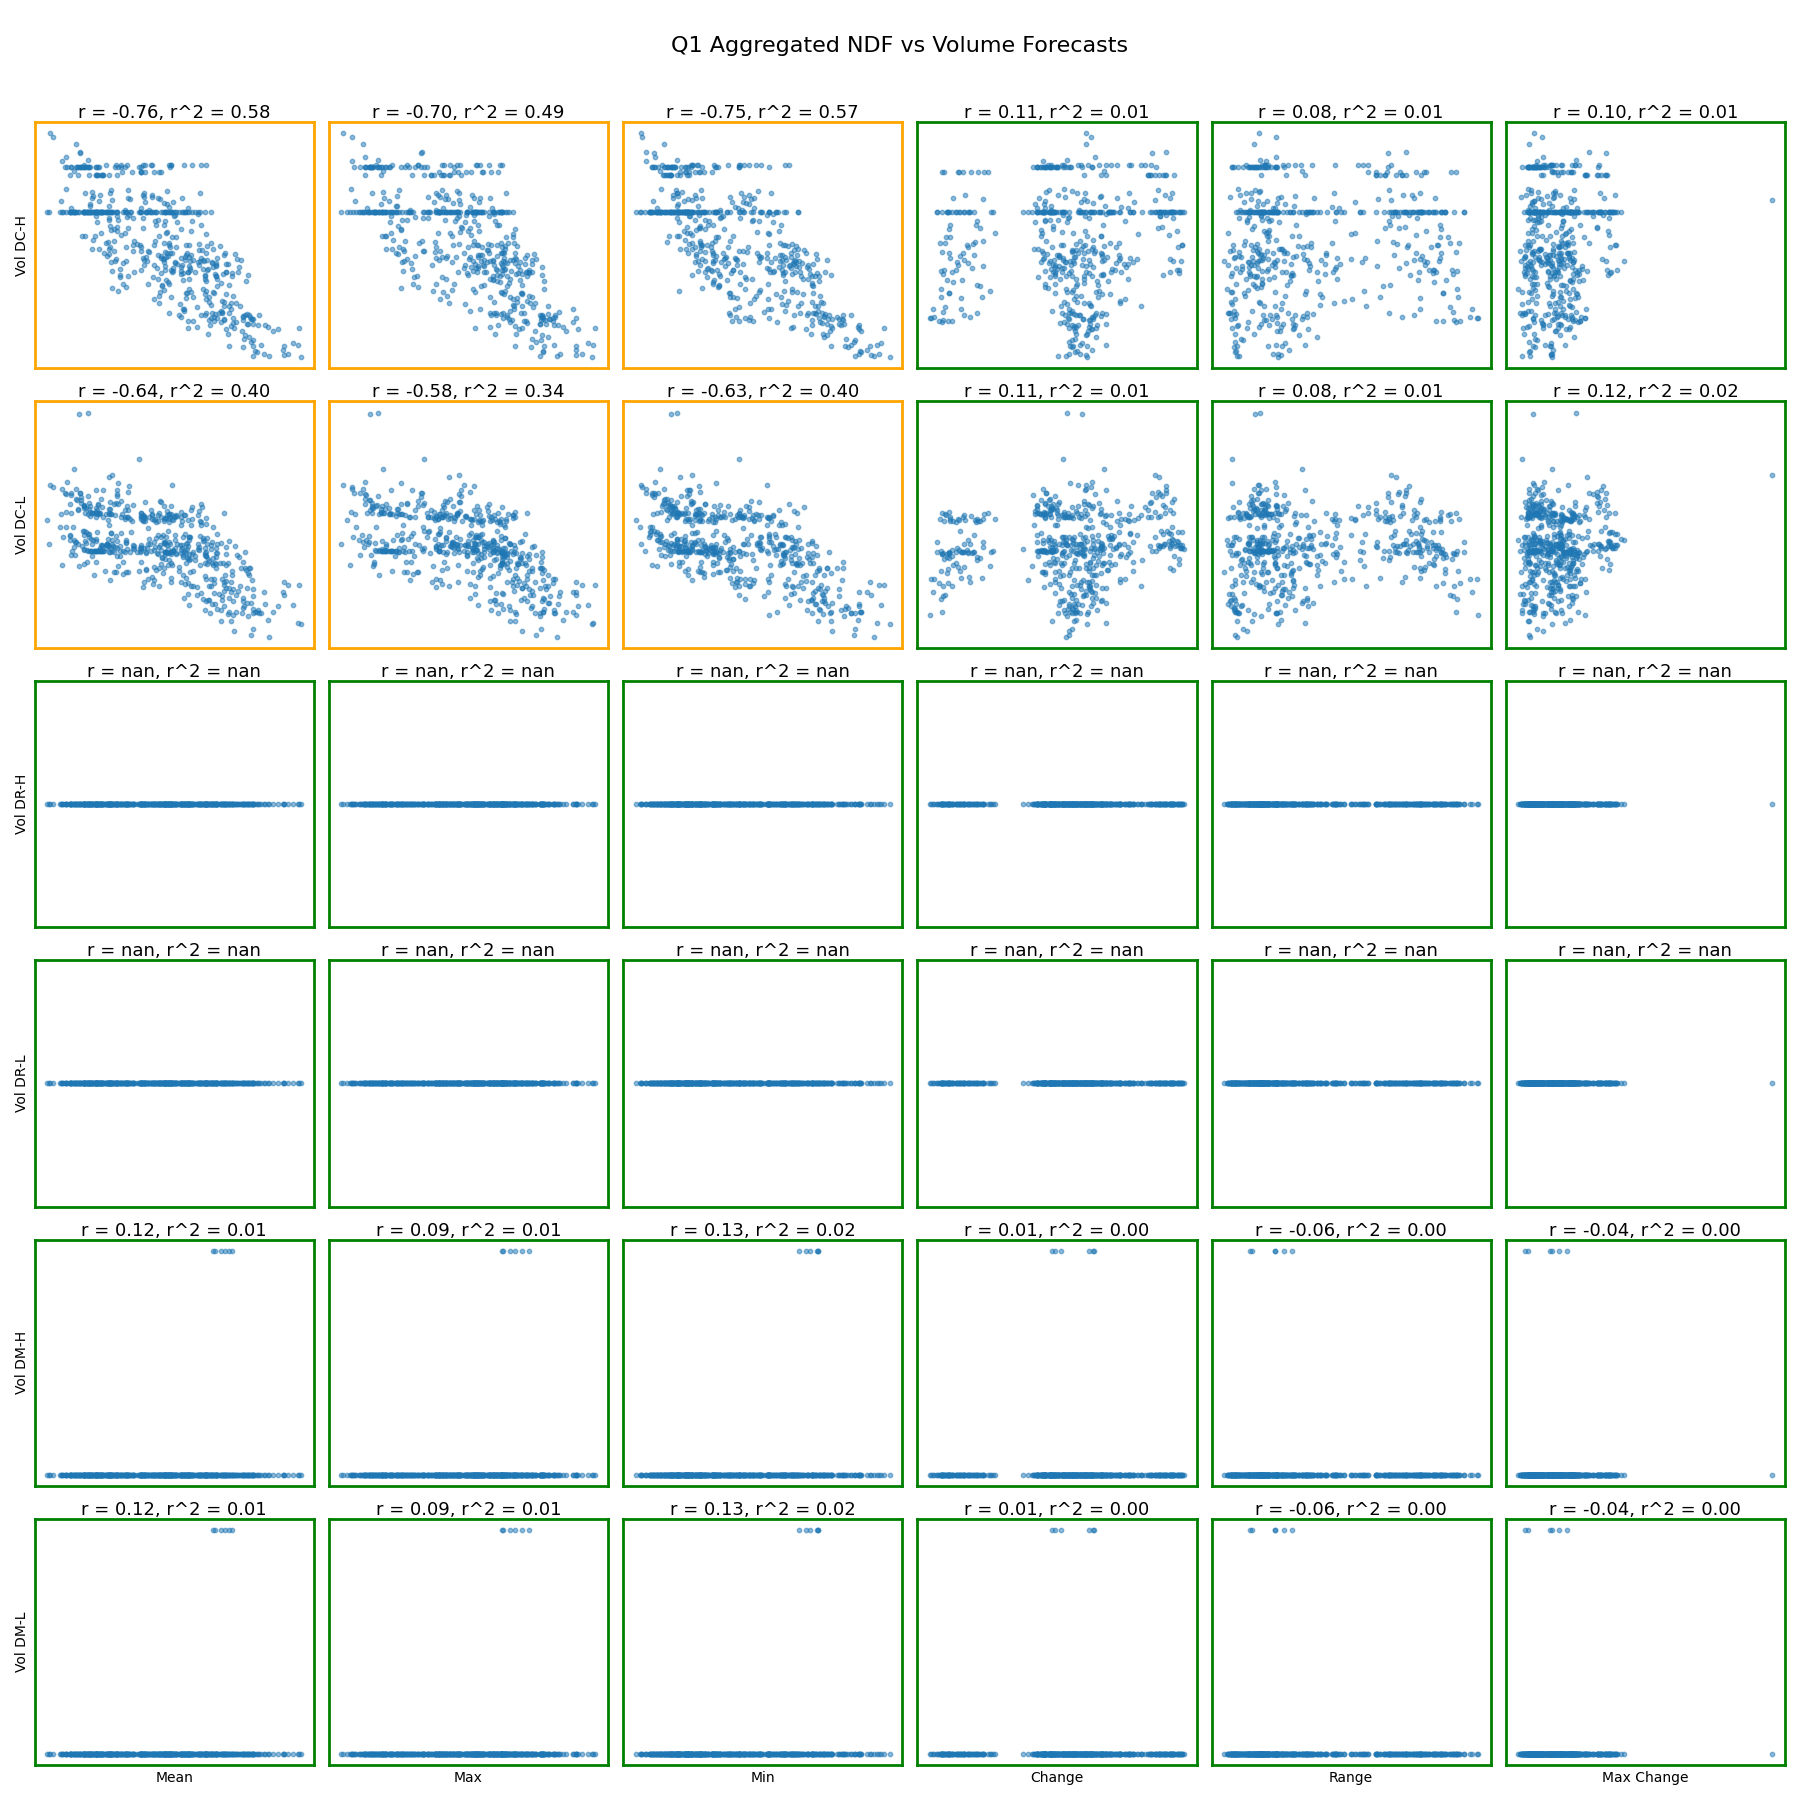 Q1 Aggregated NDF vs Volume Forecasts
r = -0.76, r^2 = 0.58
r = -0.70, r^2 = 0.49
r = -0.75, r^2 = 0.57
r = 0.11, r^2 = 0.01
r = 0.08, r^2 = 0.01
r = 0.10, r^2 = 0.01
Vol DC-H
r = -0.64, r^2 = 0.40
r = -0.58, r^2 = 0.34
r = -0.63, r^2 = 0.40
r = 0.11, r^2 = 0.01
r = 0.08, r^2 = 0.01
r = 0.12, r^2 = 0.02
Vol DC-L
r = nan, r^2 = nan
r = nan, r^2 = nan
r = nan, r^2 = nan
r = nan, r^2 = nan
r = nan, r^2 = nan
r = nan, r^2 = nan
Vol DR-H
r = nan, r^2 = nan
r = nan, r^2 = nan
r = nan, r^2 = nan
r = nan, r^2 = nan
r = nan, r^2 = nan
r = nan, r^2 = nan
Vol DR-L
r = 0.12, r^2 = 0.01
r = 0.09, r^2 = 0.01
r = 0.13, r^2 = 0.02
r = 0.01, r^2 = 0.00
r = -0.06, r^2 = 0.00
r = -0.04, r^2 = 0.00
Vol DM-H
r = 0.12, r^2 = 0.01
r = 0.09, r^2 = 0.01
r = 0.13, r^2 = 0.02
r = 0.01, r^2 = 0.00
r = -0.06, r^2 = 0.00
r = -0.04, r^2 = 0.00
Vol DM-L
Mean
Max
Min
Change
Range
Max Change